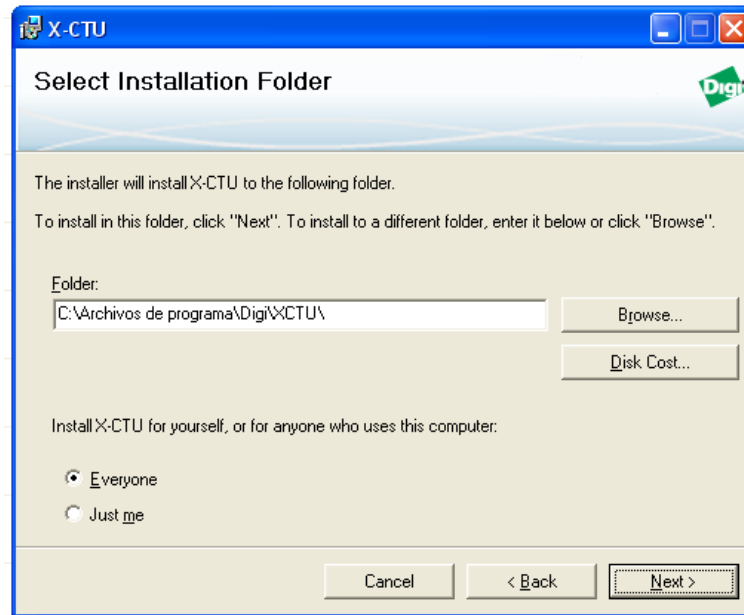 X-CTU
Select Installation Folder
Digi
The installer will install X-CTU to the following folder.
To install in this folder, click "Next". To install to a different folder, enter it below or click "Browse".
Folder:
C:\Archivos de programa\Digi\XCTU\
Browse...
Disk Cost...
Install X-CTU for yourself, or for anyone who uses this computer:
Everyone
Just me
Cancel
< Back
Next >